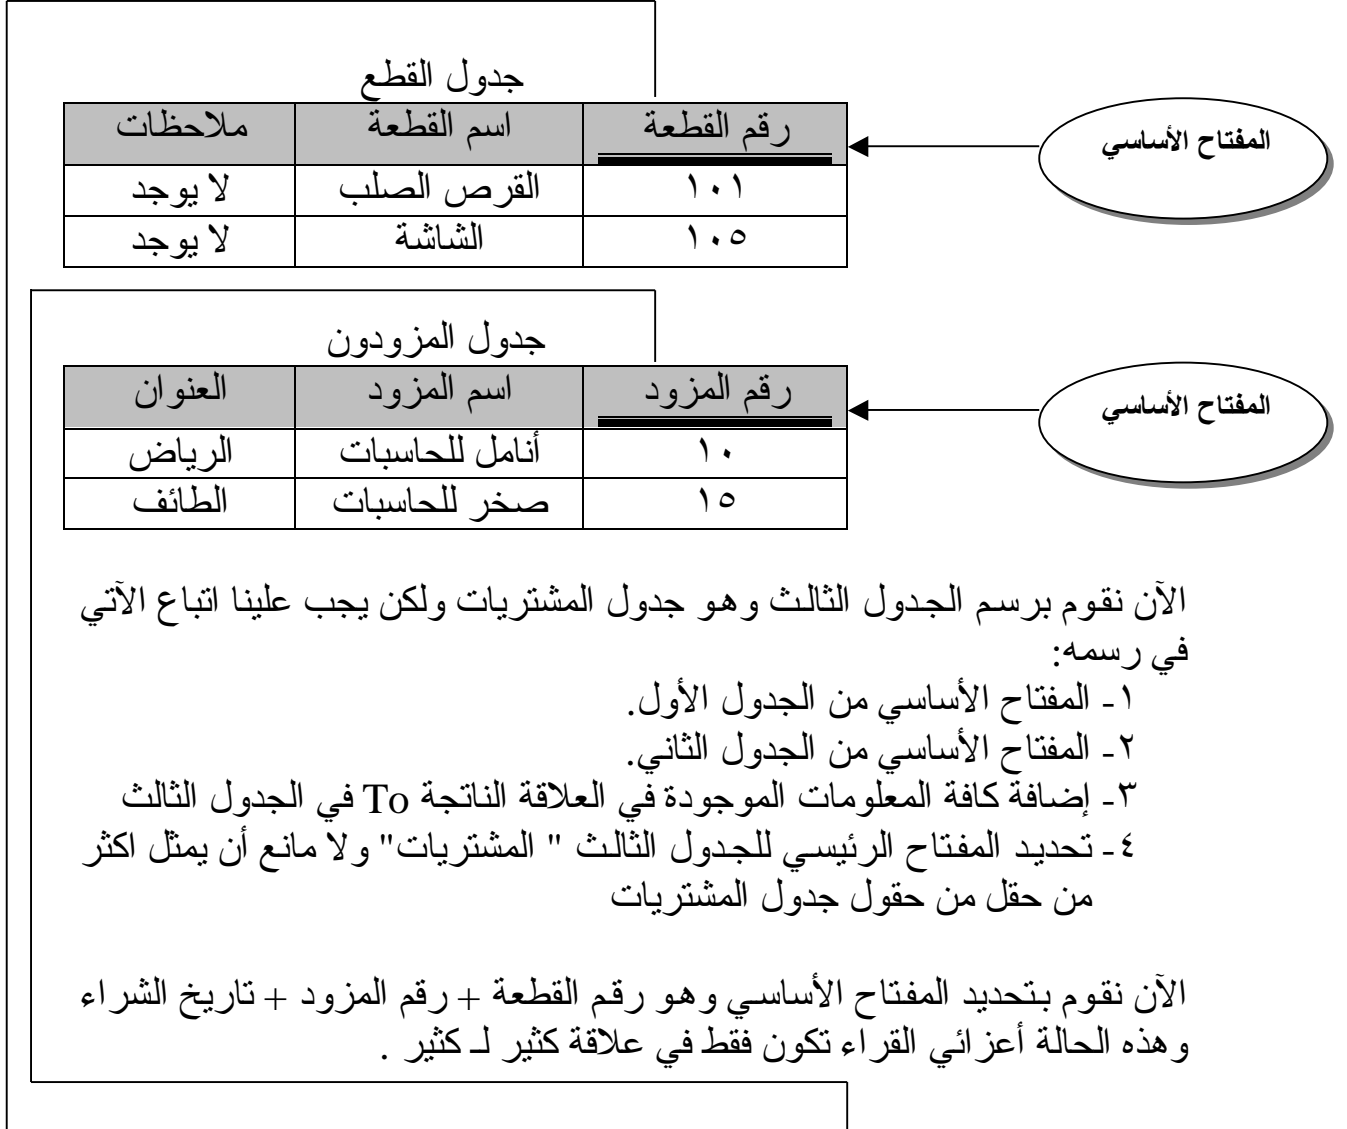 جدول القطع
رقم القطعة اسم القطعة ملاحظات
المفتاح الأساسي
١٠١ القرص الصلب لا يوجد
١٠٥ الشاشة لا يوجد
جدول المزودون
رقم المزود اسم المزود العنوان
المفتاح الأساسي
١٠ أنامل للحاسبات الرياض
١٥ صخر للحاسبات الطائف
الآن نقوم برسم الجدول الثالث وهو جدول المشتريات ولكن يجب علينا اتباع الآتي
في رسمه:
١- المفتاح الأساسي من الجدول الأول.
٢- المفتاح الأساسي من الجدول الثاني.
٣- إضافة كافة المعلومات الموجودة في العلاقة الناتجة To في الجدول الثالث
٤- تحديد المفتاح الرئيسي للجدول الثالث " المشتريات" ولا مانع أن يمثل اكثر
من حقل من حقول جدول المشتريات
الآن نقوم بتحديد المفتاح الأساسي وهو رقم القطعة + رقم المزود + تاريخ الشراء
وهذه الحالة أعزائي القراء تكون فقط في علاقة كثير لـ كثير .